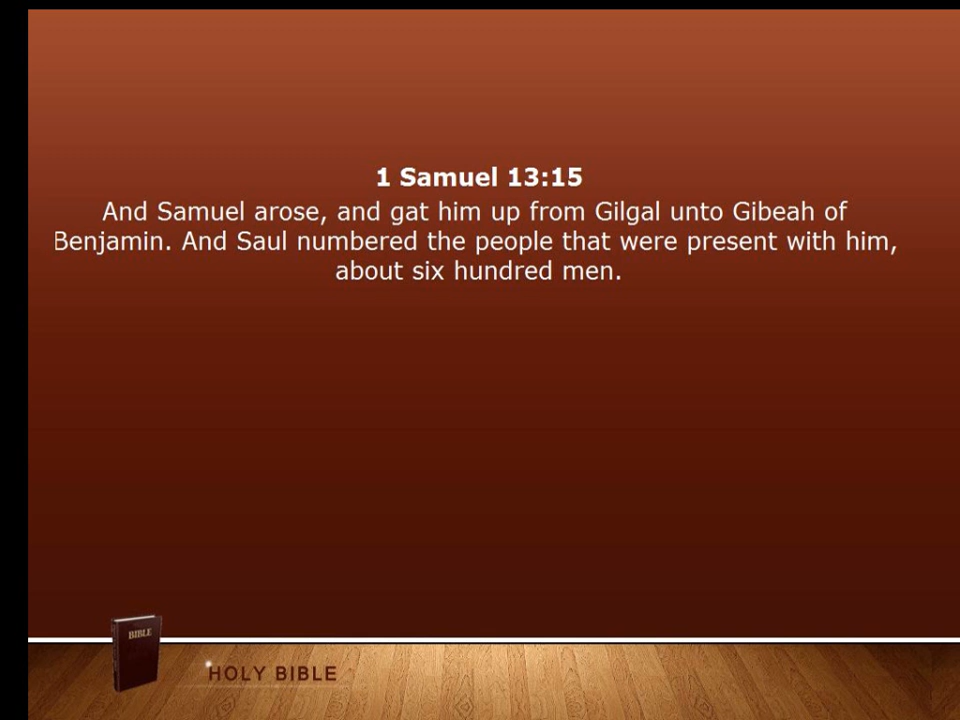 1 Samuel 13:15
And Samuel arose, and gat him up from Gilgal unto Gibeah of
Benjamin. And Saul numbered the people that were present with him,
about six hundred men.
BIBLE
HOLY BIBLE